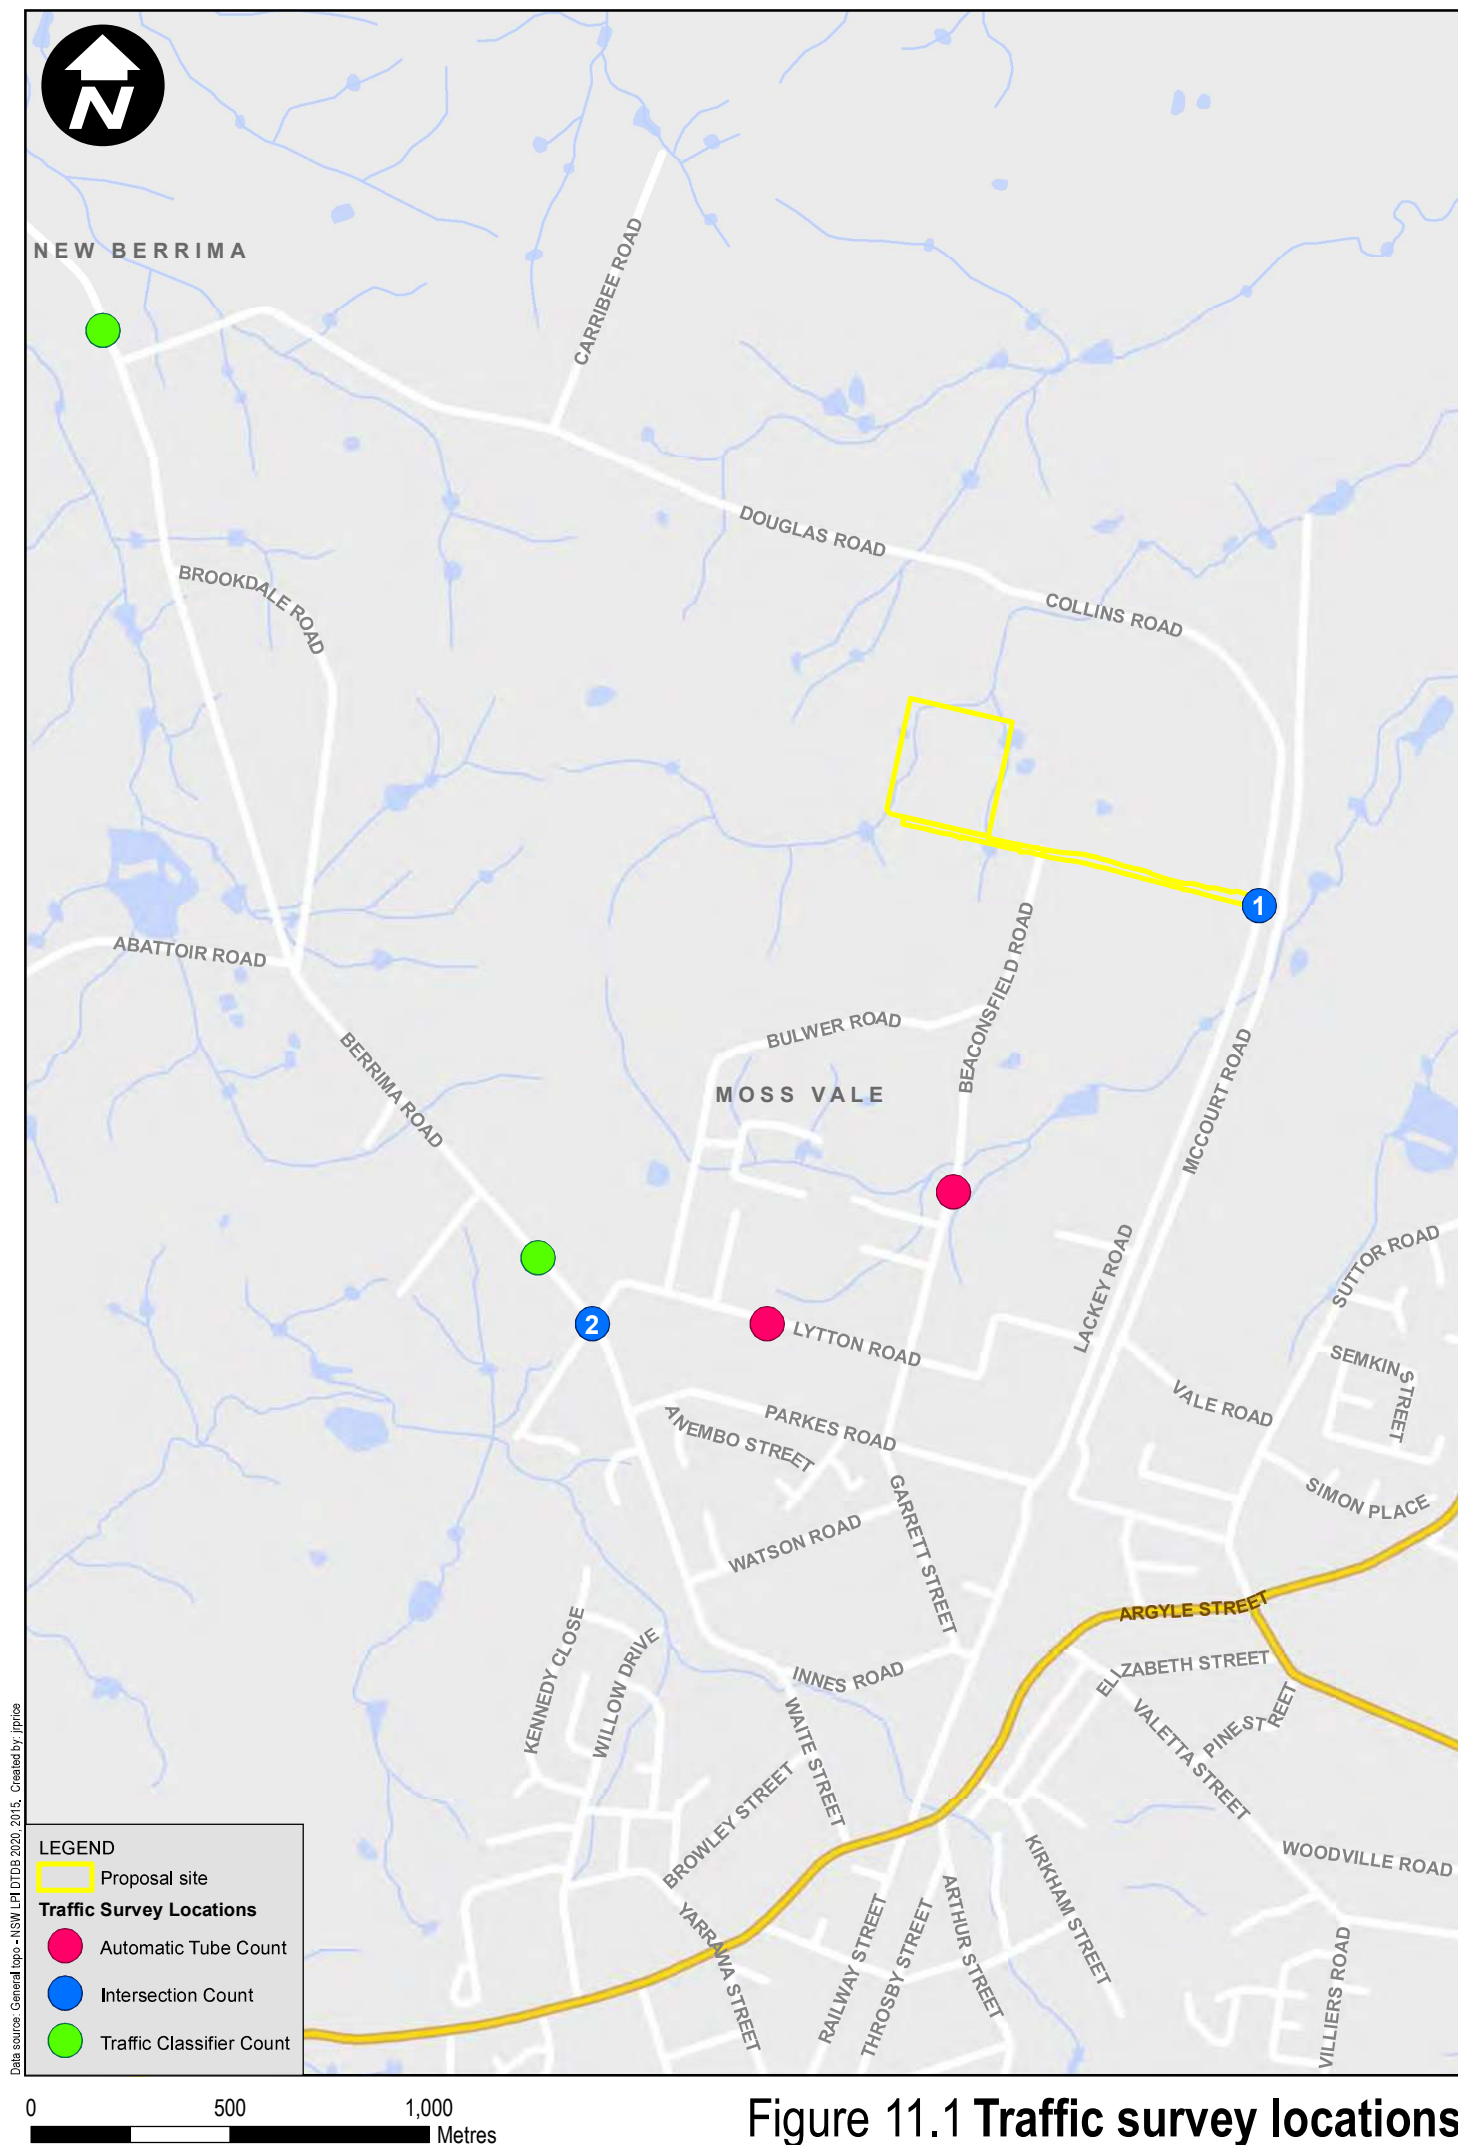 N
NEW BERRIMA
CARRIBEE ROAD
DOUGLAS ROAD
COLLINS ROAD
BROOKDALE ROAD
1
ABATTOIR ROAD
BEACONSFIELD ROAD
BULWER ROAD
BERRIMA ROAD
MOSS VALE
MCCOURT ROAD
LACKEY ROAD
SUTTOR ROAD
2
LYTTON ROAD
SEMKIN STREET
VALE ROAD
PARKES ROAD
ANEMBO STREET
SIMON PLACE
GARRETT STREET
WATSON ROAD
ARGYLE STREET
KENNEDY CLOSE
WILLOW DRIVE
INNES ROAD
ELIZABETH STREET
WAITE STREET
VALETTA STREET
PINE STREET
BROWLEY STREET
WOODVILLE ROAD
KIRKHAM STREET
YARRAWA STREET
RAILWAY STREET
THROSBY STREET
ARTHUR STREET
VILLIERS ROAD
LEGEND
Proposal site
Traffic Survey Locations
Automatic Tube Count
Intersection Count
Traffic Classifier Count
Data source: General topo - NSW LPI DTDB 2020, 2015, Created by: jrprice
0 500 1,000
Metres
Figure 11.1 Traffic survey locations